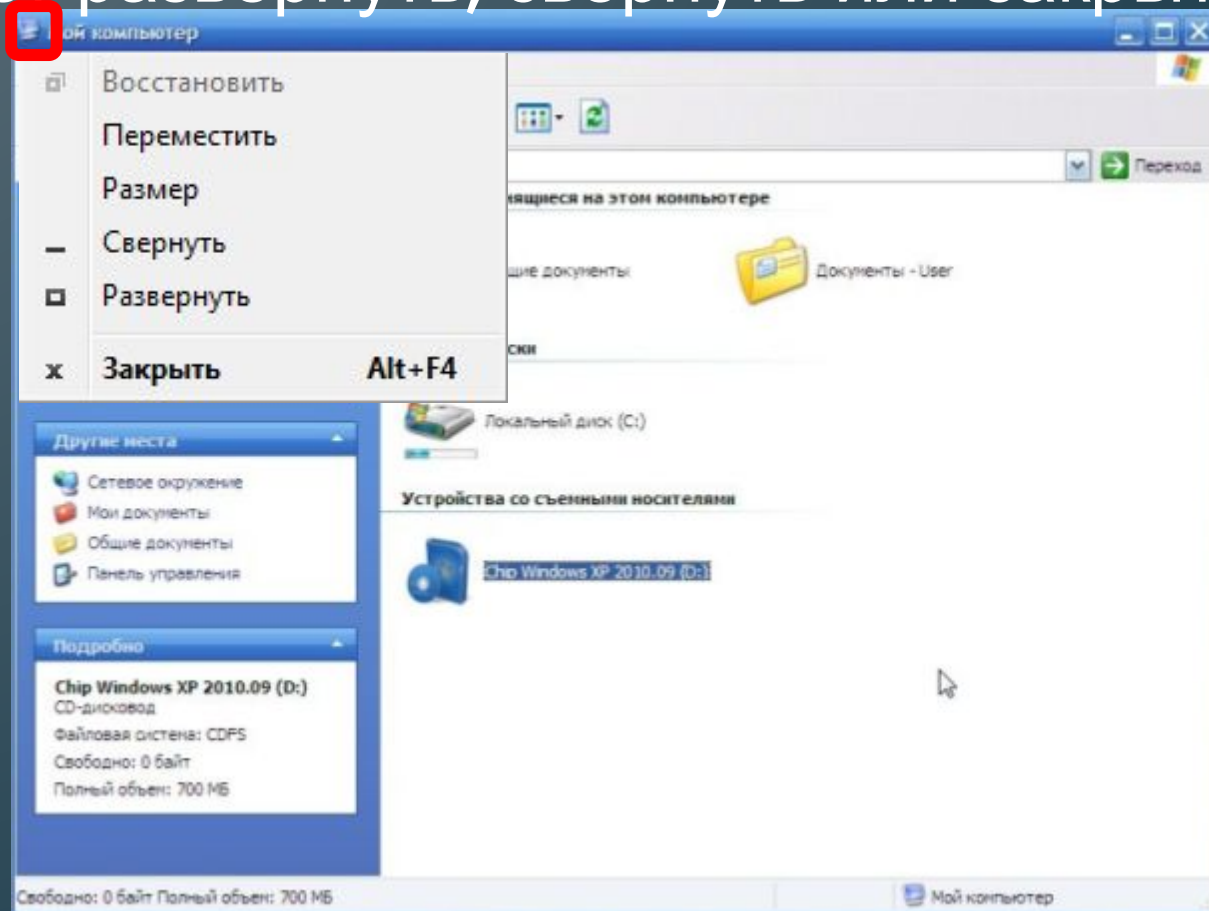 развернуть, свернуть или
Мой компьютер
Восстановить
Переместить
Размер
Свернуть
Развернуть
Закрыть Alt+F4
Переход
на этом компьютере
документы
Документы - User
Локальный диск (C:)
Другие места
Сетевое окружение
Мои документы
Общие документы
Панель управления
Устройства со съемными носителями
Chip Windows XP 2010.09 (D:)
Подробно
Chip Windows XP 2010.09 (D:)
CD-дисковод
Файловая система: CDFS
Свободно: 0 байт
Полный объем: 700 МБ
Свободно: 0 байт Полный объем: 700 МБ
Мой компьютер